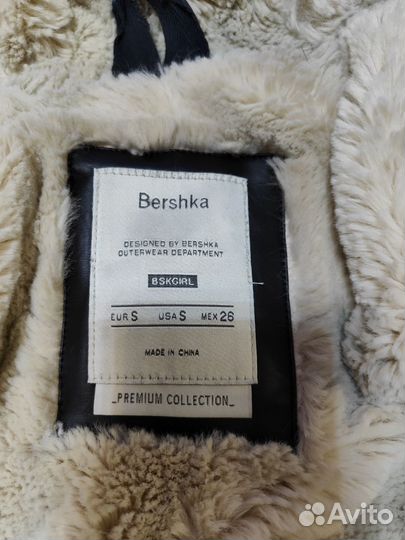 Bershka
DESIGNED BY BERSHKA
OUTERWEAR DEPARTMENT
BSKGIRL
EUR S USA S MEX 26
MADE IN CHINA
_PREMIUM COLLECTION_
Avito